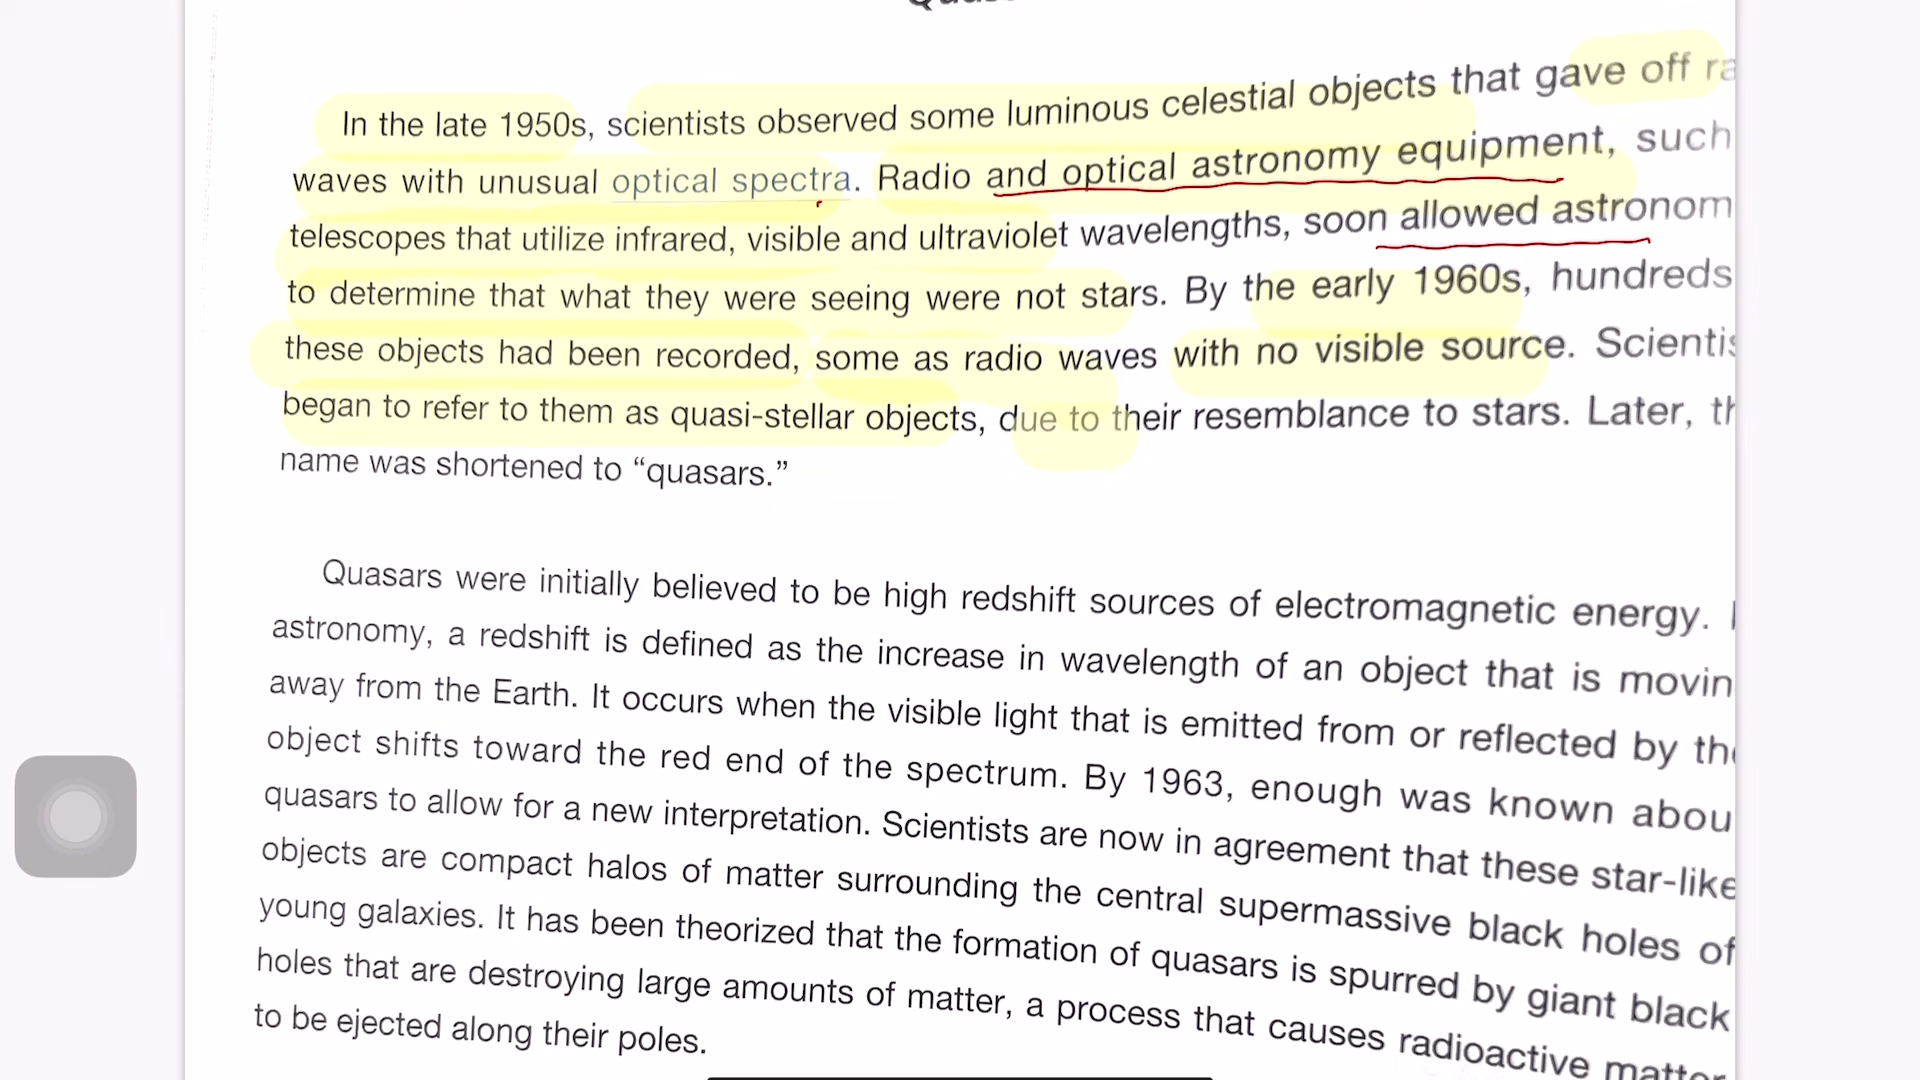 In the late 1950s, scientists observed some luminous celestial objects that gave off
waves with unusual optical spectra. Radio and optical astronomy equipment, such
telescopes that utilize infrared, visible and ultraviolet wavelengths, soon allowed astronom
to determine that what they were seeing were not stars. By the early 1960s, hundreds
these objects had been recorded, some as radio waves with no visible source. Scientis
began to refer to them as quasi-stellar objects, due to their resemblance to stars. Later, th
name was shortened to “quasars.”
Quasars were initially believed to be high redshift sources of electromagnetic energy.
astronomy, a redshift is defined as the increase in wavelength of an object that is movin
away from the Earth. It occurs when the visible light that is emitted from or reflected by the
object shifts toward the red end of the spectrum. By 1963, enough was known abou
quasars to allow for a new interpretation. Scientists are now in agreement that these star-like
objects are compact halos of matter surrounding the central supermassive black holes of
young galaxies. It has been theorized that the formation of quasars is spurred by giant black
holes that are destroying large amounts of matter, a process that causes radioactive matter
to be ejected along their poles.